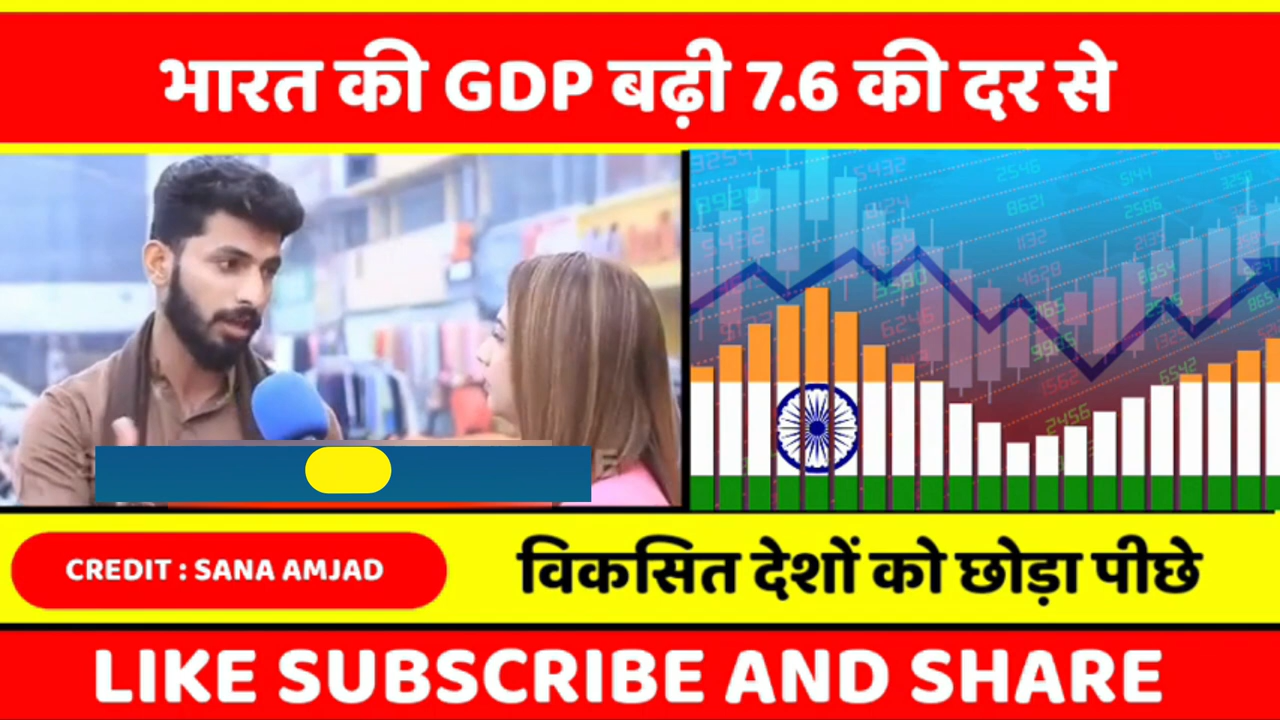 भारत की GDP बढ़ी 7.6 की दर से
CREDIT : SANA AMJAD
विकसित देशों को छोड़ा पीछे
LIKE SUBSCRIBE AND SHARE